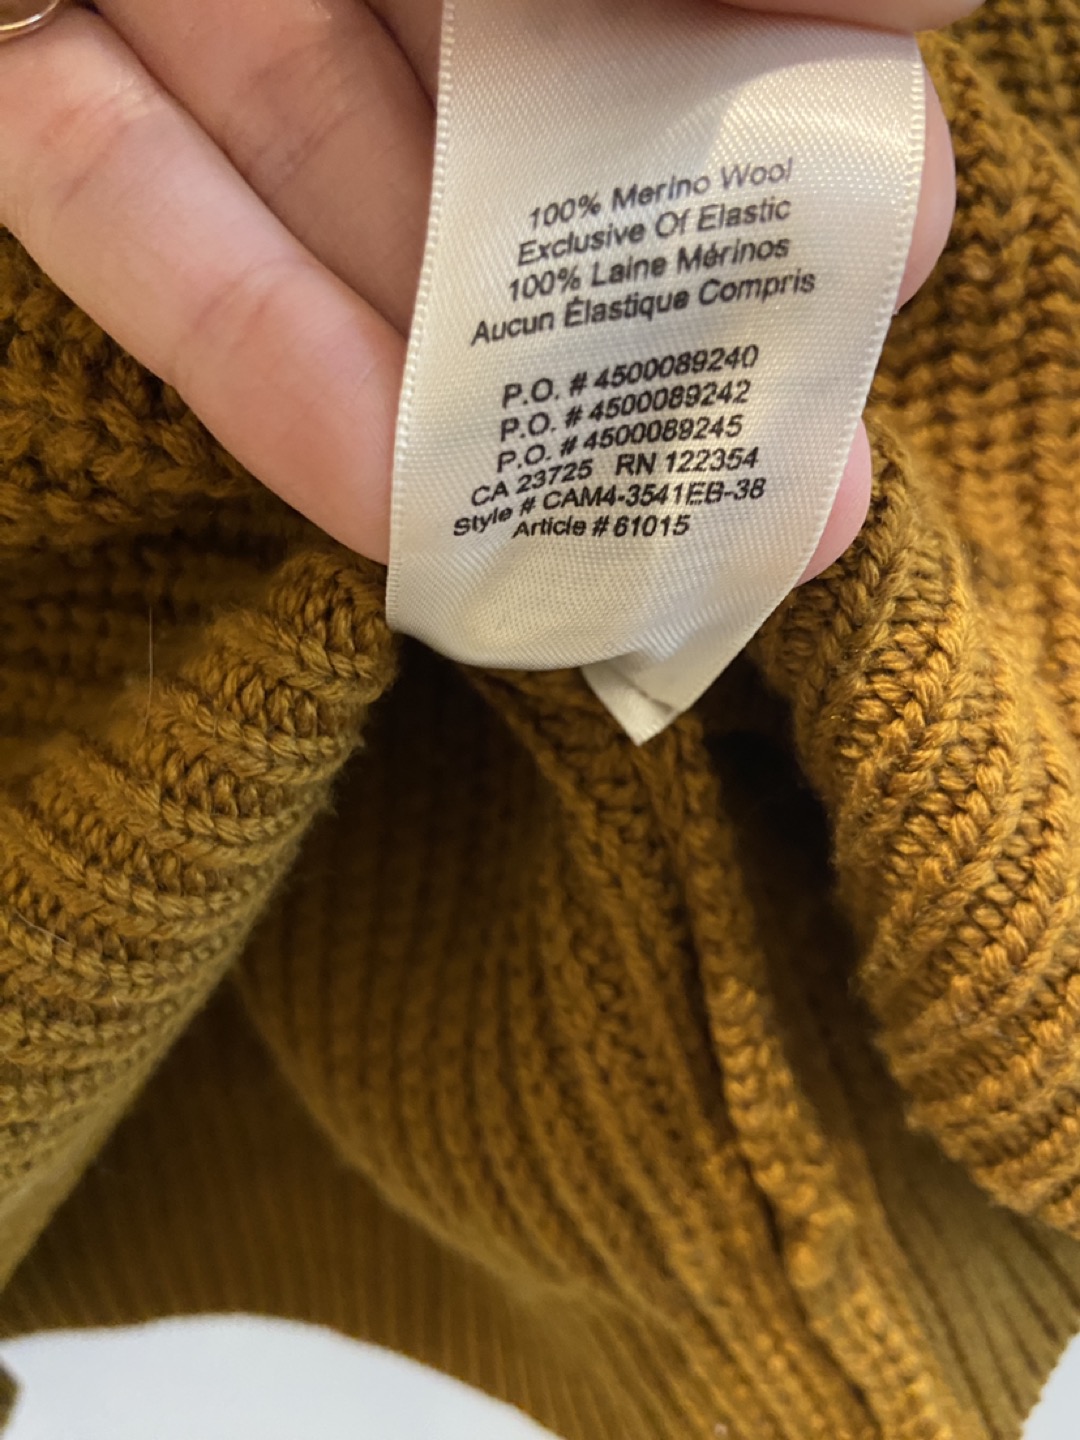 100% Merino Wool
Exclusive Of Elastic
100% Laine Mérinos
Aucun Élastique Compris
P.O. # 4500089240
P.O. # 4500089242
P.O. # 4500089245
CA 23725 RN 122354
Style # CAM4-3541EB-38
Article # 61015